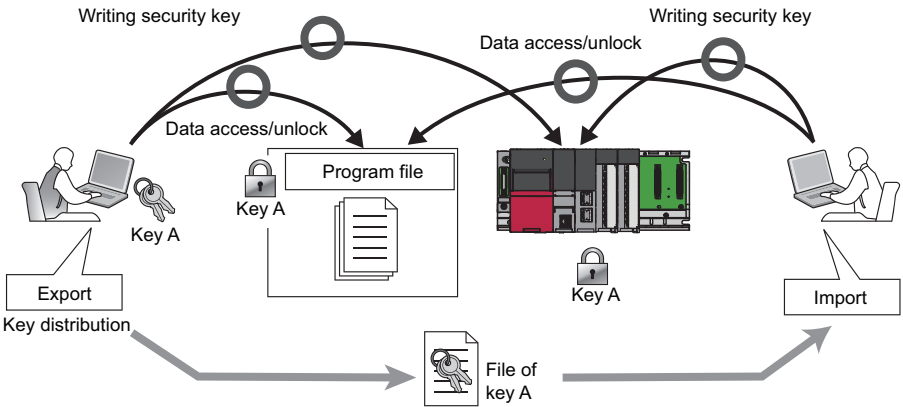 Writing security key
Writing security key
Data access/unlock
Data access/unlock
Program file
Key A
Key A
Key A
Export
Import
Key distribution
File of
key A